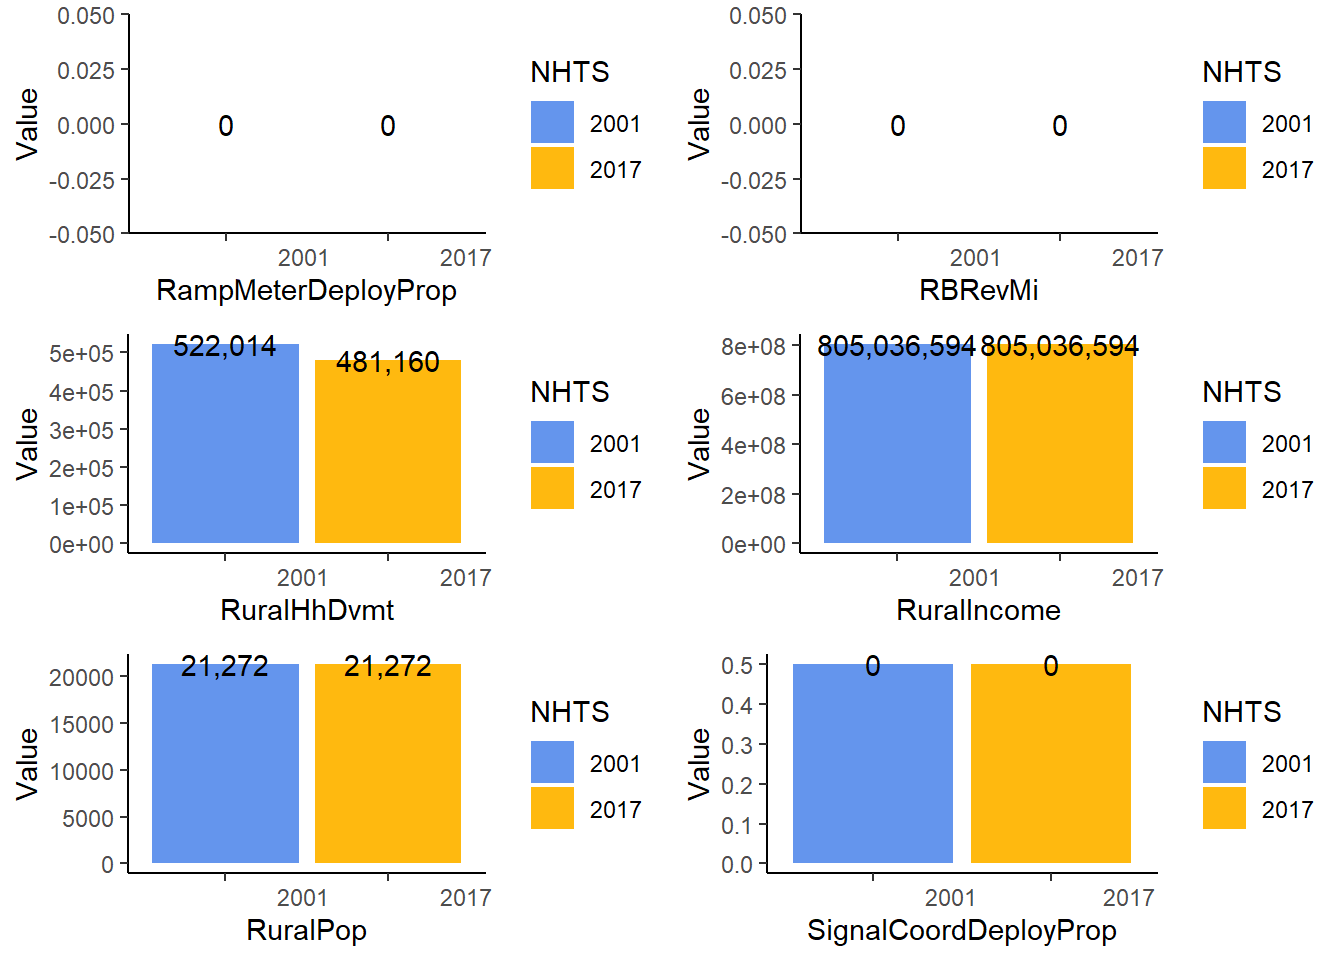 0.050
0.025
0.000
-0.025
-0.050
Value
0
0
2001
2017
RampMeterDeployProp
NHTS
2001
2017
0.050
0.025
0.000
-0.025
-0.050
Value
0
0
2001
2017
RBRevMi
NHTS
2001
2017
5e+05
4e+05
3e+05
2e+05
1e+05
0e+00
Value
522,014
481,160
2001
2017
RuralHhDvmt
NHTS
2001
2017
8e+08
6e+08
4e+08
2e+08
0e+00
Value
805,036,594
805,036,594
2001
2017
RuralIncome
NHTS
2001
2017
20000
15000
10000
5000
0
Value
21,272
21,272
2001
2017
RuralPop
NHTS
2001
2017
0.5
0.4
0.3
0.2
0.1
0.0
Value
0
0
2001
2017
SignalCoordDeployProp
NHTS
2001
2017